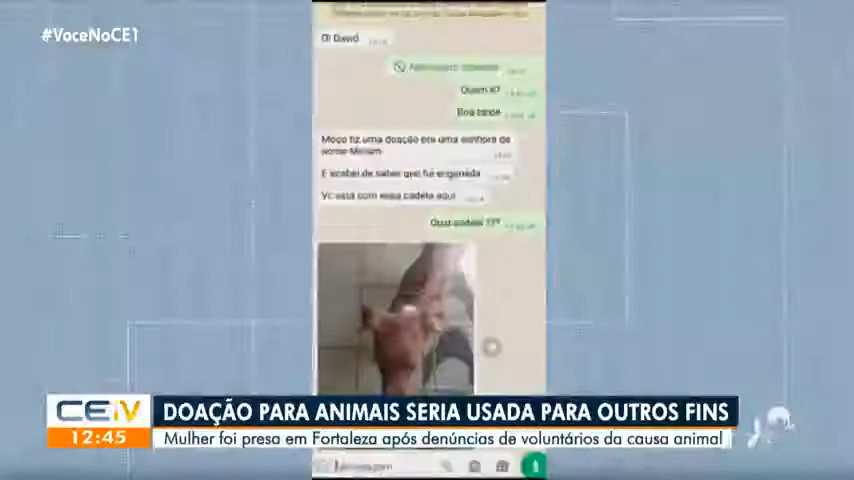 #VoceNoCE1
Oi David
Quem é?
Boa tarde
Moço fiz uma doação pra uma senhora de
nome Miriam
E acabei de saber que fui enganada
Vc está com essa cadela aqui
Qual cadela ??
CETV
12:45
DOAÇÃO PARA ANIMAIS SERIA USADA PARA OUTROS FINS
Mulher foi presa em Fortaleza após denúncias de voluntários da causa animal